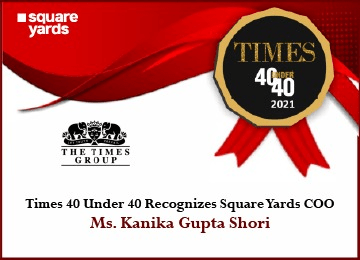 square
yards
TIMES
40 UNDER
40
2021
THE TIMES
GROUP
Times 40 Under 40 Recognizes Square Yards COO
Ms. Kanika Gupta Shori